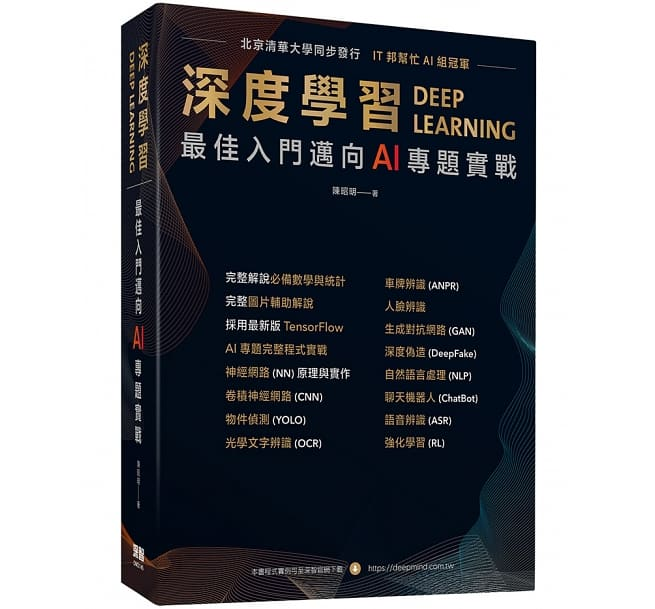 北京清華大學同步發行 IT 邦幫忙 AI 組冠軍
深度學習 DEEP LEARNING
最佳入門邁向 AI 專題實戰
陳昭明——著
完整解說必備數學與統計
完整圖片輔助解說
採用最新版 TensorFlow
AI 專題完整程式實戰
神經網路 (NN) 原理與實作
卷積神經網路 (CNN)
物件偵測 (YOLO)
光學文字辨識 (OCR)
車牌辨識 (ANPR)
人臉辨識
生成對抗網路 (GAN)
深度偽造 (DeepFake)
自然語言處理 (NLP)
聊天機器人 (ChatBot)
語音辨識 (ASR)
強化學習 (RL)
本書程式實例可至深智官網下載 https://deepmind.com.tw
深度學習
DEEP LEARNING
最佳入門邁向 AI 專題實戰
陳昭明——著
深智